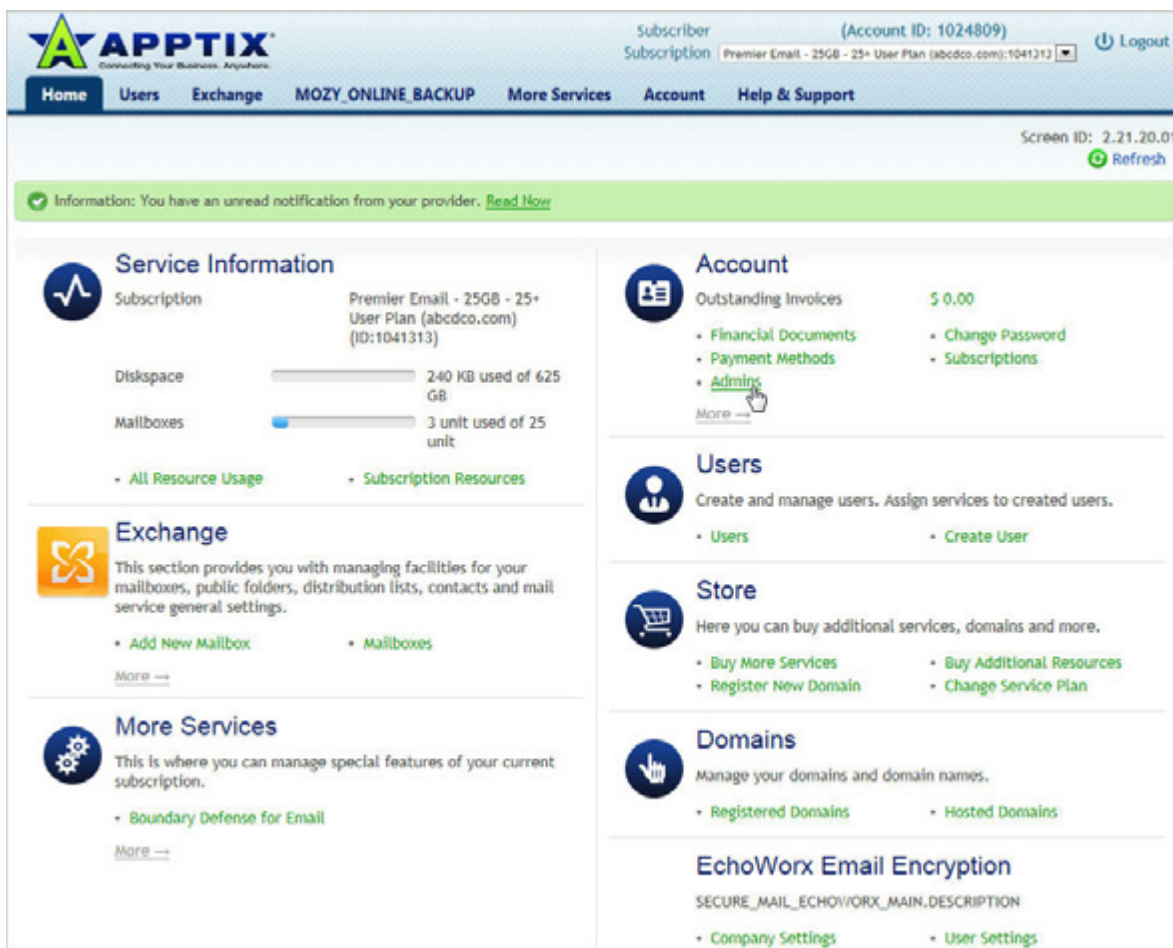 APPTIX
Connecting Your Business. Anywhere.
Subscriber (Account ID: 1024809)
Subscription Premier Email - 25GB - 25+ User Plan (abcdco.com):1041313
Logout
Home Users Exchange MOZY_ONLINE_BACKUP More Services Account Help & Support
Screen ID: 2.21.20.01
Refresh
Information: You have an unread notification from your provider. Read Now
Service Information
Subscription Premier Email - 25GB - 25+
User Plan (abcdco.com)
(ID:1041313)
Diskspace 240 KB used of 625
GB
Mailboxes 3 unit used of 25
unit
All Resource Usage Subscription Resources
Exchange
This section provides you with managing facilities for your
mailboxes, public folders, distribution lists, contacts and mail
service general settings.
Add New Mailbox Mailboxes
More →
More Services
This is where you can manage special features of your current
subscription.
Boundary Defense for Email
More →
Account
Outstanding Invoices $ 0.00
Financial Documents Change Password
Payment Methods Subscriptions
Admins
More →
Users
Create and manage users. Assign services to created users.
Users Create User
Store
Here you can buy additional services, domains and more.
Buy More Services Buy Additional Resources
Register New Domain Change Service Plan
Domains
Manage your domains and domain names.
Registered Domains Hosted Domains
EchoWorx Email Encryption
SECURE_MAIL_ECHOWORX_MAIN.DESCRIPTION
Company Settings User Settings